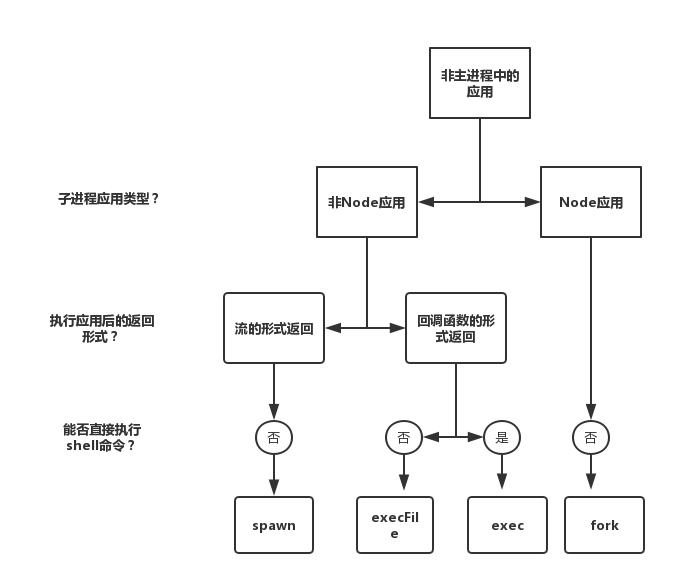 非主进程中的
应用
子进程应用类型？
非Node应用
Node应用
执行应用后的返回
形式？
流的形式返回
回调函数的形
式返回
能否直接执行
shell命令？
否
否
是
否
spawn
execFil
e
exec
fork